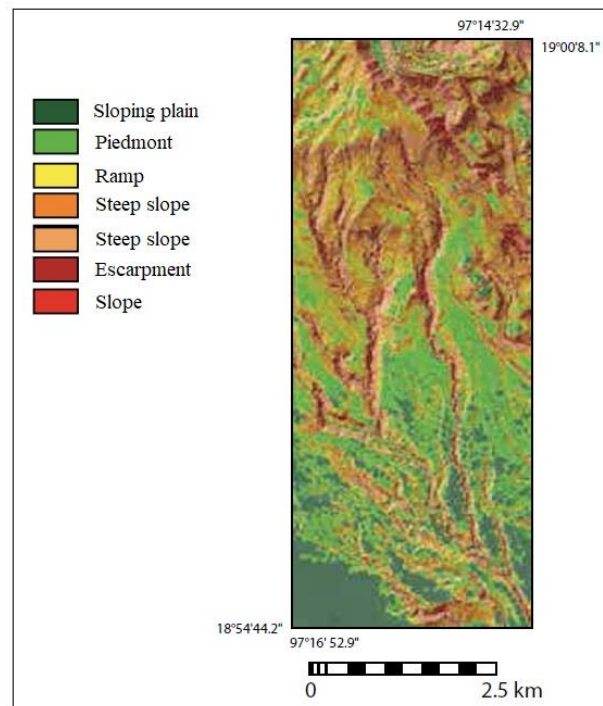 97°14'32.9"
19°00'8.1"
Sloping plain
Piedmont
Ramp
Steep slope
Steep slope
Escarpment
Slope
18°54'44.2"
97°16' 52.9"
0 2.5 km